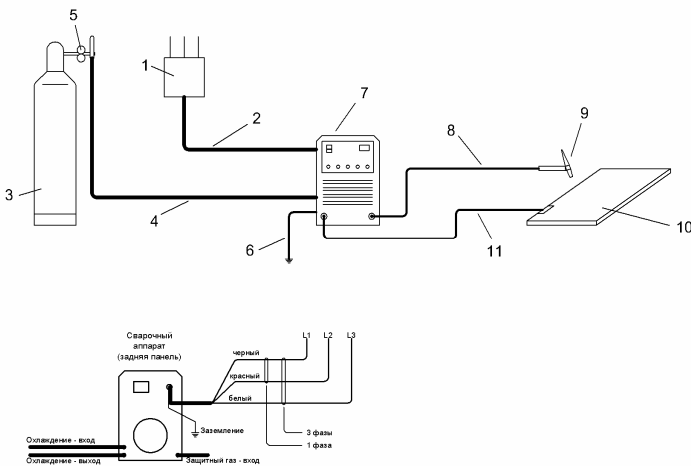 5
1
7
2
8
9
3
4
6
11
10
Сварочный
аппарат
(задняя панель)
L1
L2
L3
черный
красный
белый
Заземление
3 фазы
1 фаза
Охлаждение - вход
Охлаждение - выход
Защитный газ - вход